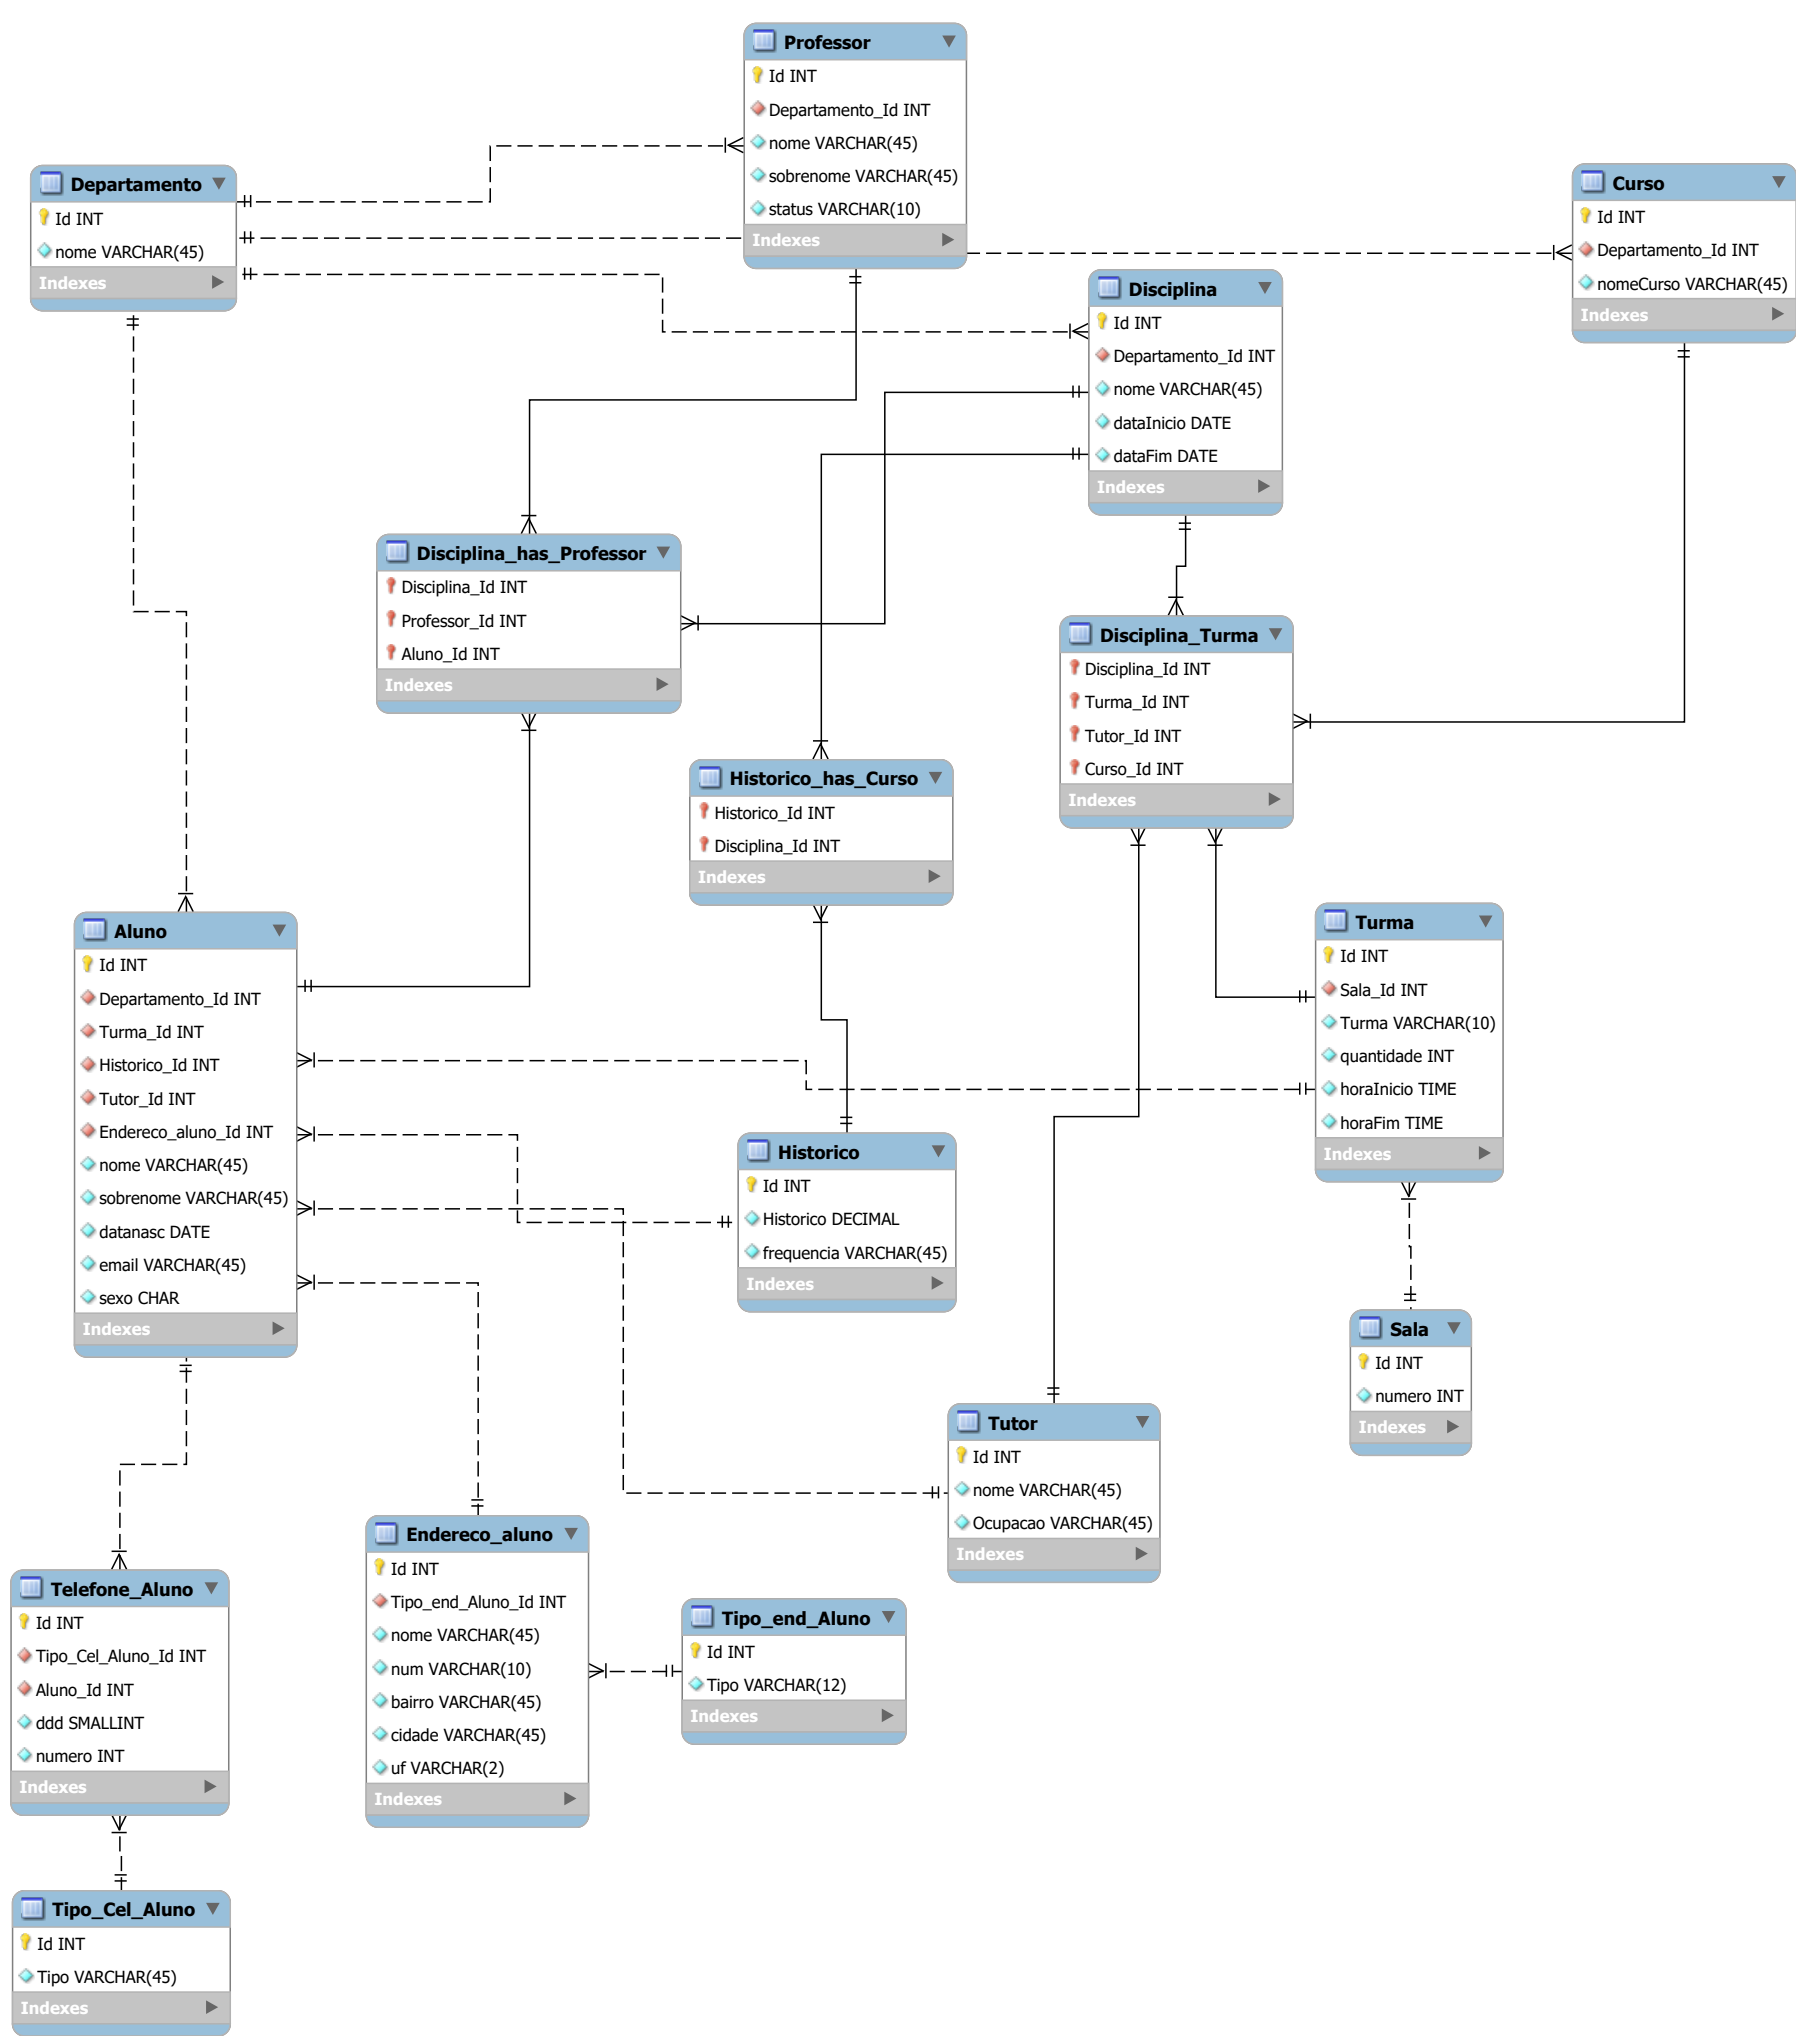 Professor
Id INT
Departamento_Id INT
nome VARCHAR(45)
sobrenome VARCHAR(45)
status VARCHAR(10)
Indexes
Departamento
Id INT
nome VARCHAR(45)
Indexes
Curso
Id INT
Departamento_Id INT
nomeCurso VARCHAR(45)
Indexes
Disciplina
Id INT
Departamento_Id INT
nome VARCHAR(45)
dataInicio DATE
dataFim DATE
Indexes
Disciplina_has_Professor
Disciplina_Id INT
Professor_Id INT
Aluno_Id INT
Indexes
Disciplina_Turma
Disciplina_Id INT
Turma_Id INT
Tutor_Id INT
Curso_Id INT
Indexes
Historico_has_Curso
Historico_Id INT
Disciplina_Id INT
Indexes
Aluno
Id INT
Departamento_Id INT
Turma_Id INT
Historico_Id INT
Tutor_Id INT
Endereco_aluno_Id INT
nome VARCHAR(45)
sobrenome VARCHAR(45)
datanasc DATE
email VARCHAR(45)
sexo CHAR
Indexes
Turma
Id INT
Sala_Id INT
Turma VARCHAR(10)
quantidade INT
horaInicio TIME
horaFim TIME
Indexes
Historico
Id INT
Historico DECIMAL
frequencia VARCHAR(45)
Indexes
Sala
Id INT
numero INT
Indexes
Tutor
Id INT
nome VARCHAR(45)
Ocupacao VARCHAR(45)
Indexes
Endereco_aluno
Id INT
Tipo_end_Aluno_Id INT
nome VARCHAR(45)
num VARCHAR(10)
bairro VARCHAR(45)
cidade VARCHAR(45)
uf VARCHAR(2)
Indexes
Tipo_end_Aluno
Id INT
Tipo VARCHAR(12)
Indexes
Telefone_Aluno
Id INT
Tipo_Cel_Aluno_Id INT
Aluno_Id INT
ddd SMALLINT
numero INT
Indexes
Tipo_Cel_Aluno
Id INT
Tipo VARCHAR(45)
Indexes